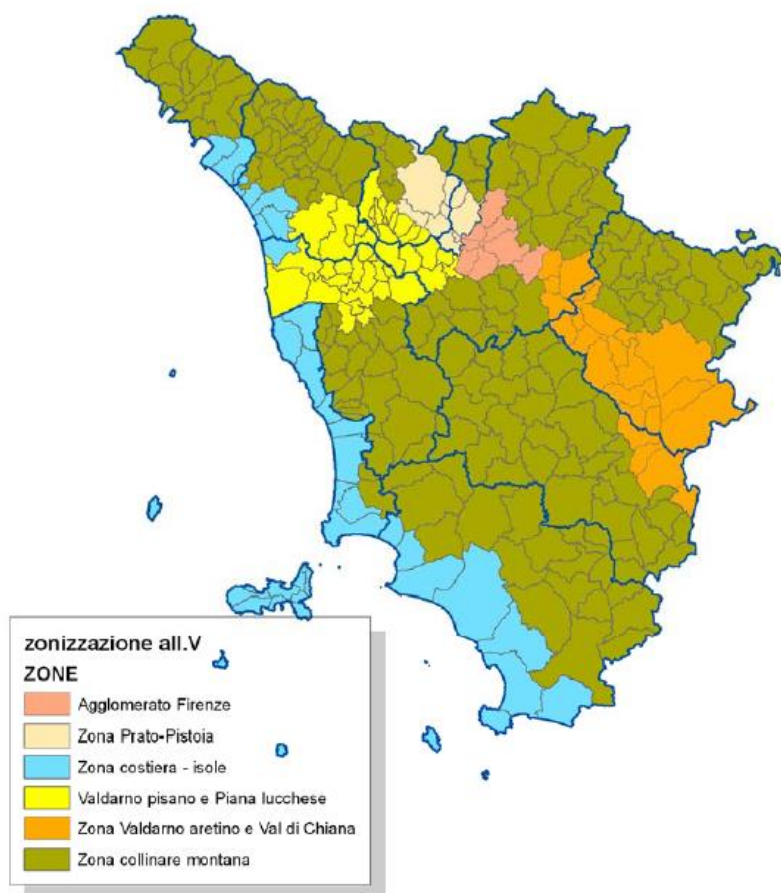 zonizzazione all.V
ZONE
Agglomerato Firenze
Zona Prato-Pistoia
Zona costiera - isole
Valdarno pisano e Piana lucchese
Zona Valdarno aretino e Val di Chiana
Zona collinare montana